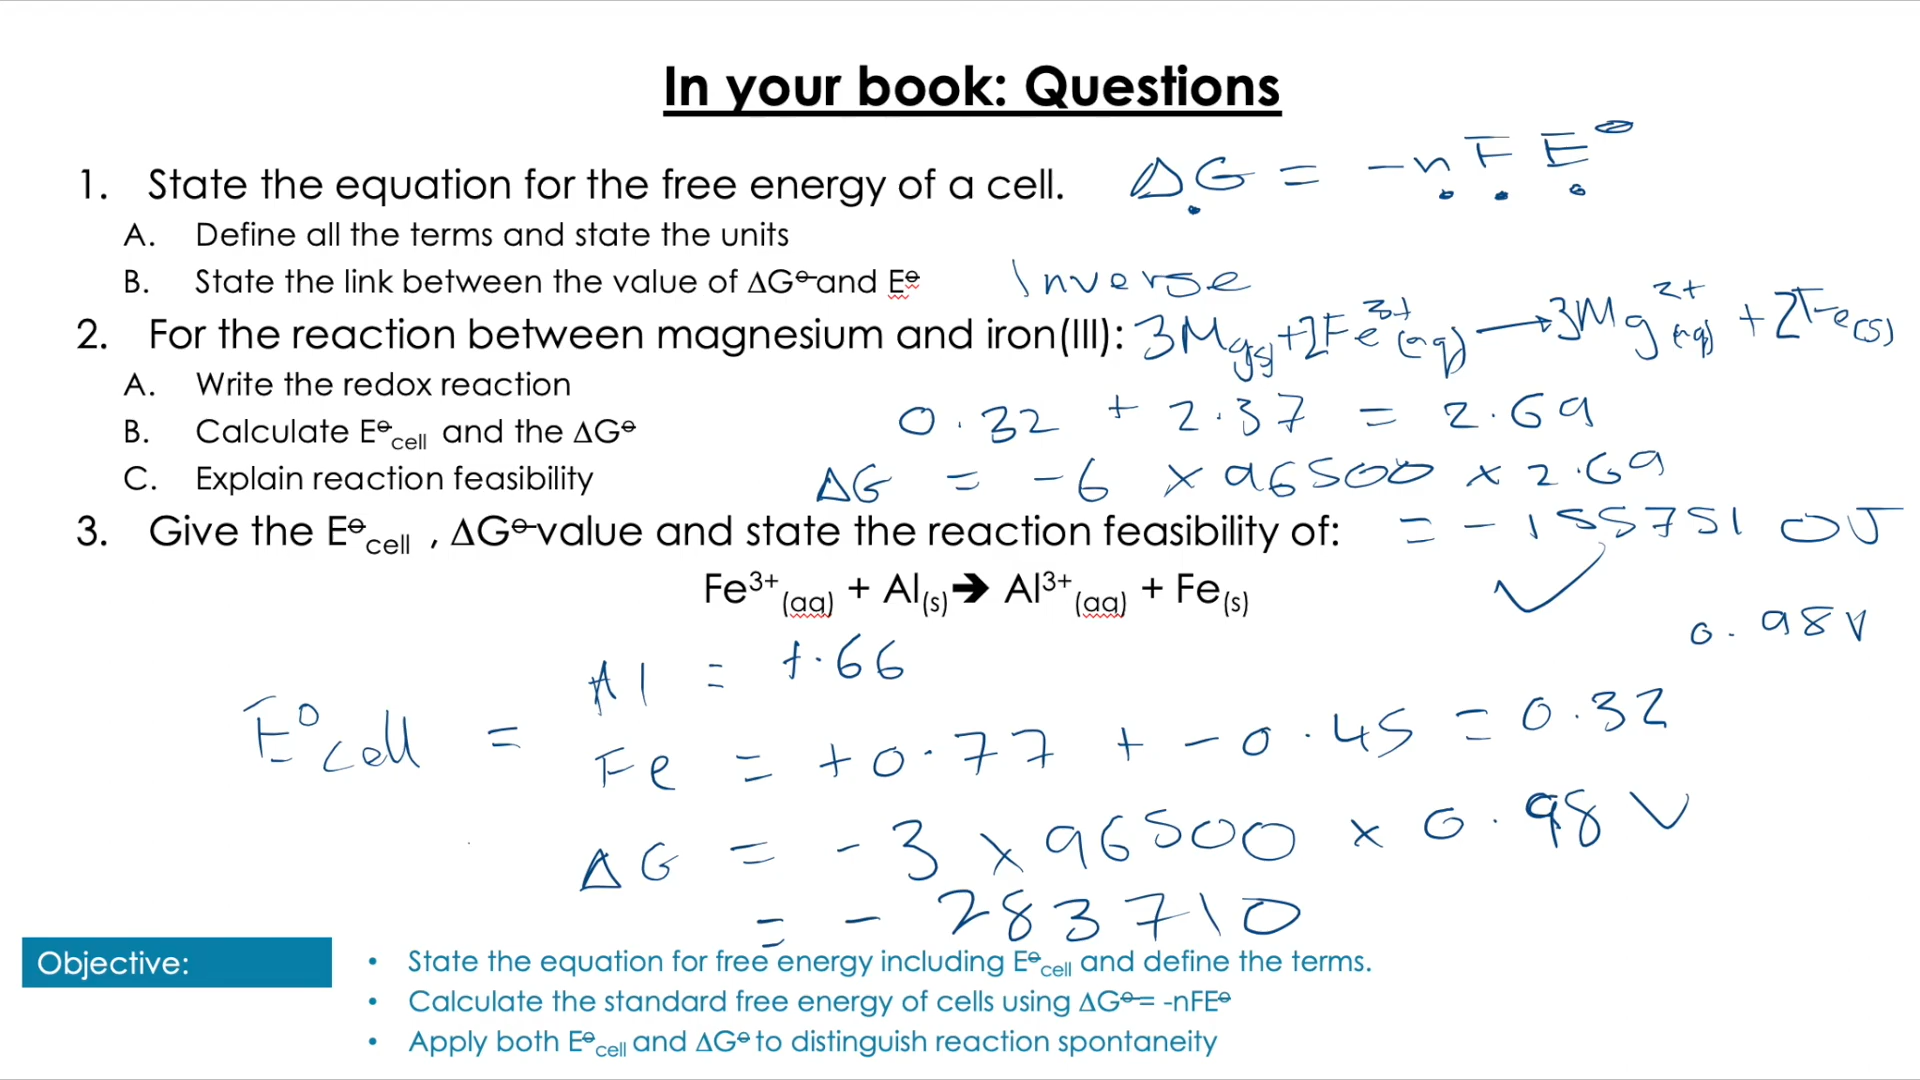 In your book: Questions
1. State the equation for the free energy of a cell. ΔG = -nFE⦵
A. Define all the terms and state the units
B. State the link between the value of ΔG⦵ and E⦵ Inverse
2. For the reaction between magnesium and iron(III): 3Mg(s) + 2Fe³⁺(aq) → 3Mg²⁺(aq) + 2Fe(s)
A. Write the redox reaction
0.32 + 2.37 = 2.69
B. Calculate E⦵cell and the ΔG⦵
C. Explain reaction feasibility ΔG = -6 × 96500 × 2.69
3. Give the E⦵cell , ΔG⦵ value and state the reaction feasibility of: = -1557510J
Fe³⁺(aq) + Al(s) ➔ Al³⁺(aq) + Fe(s)
0.98V
Al = 1.66
E⁰cell =
Fe = +0.77 + -0.45 = 0.32
ΔG = -3 × 96500 × 0.98 V
= - 283710
Objective:
• State the equation for free energy including E⦵cell and define the terms.
• Calculate the standard free energy of cells using ΔG⦵ = -nFE⦵
• Apply both E⦵cell and ΔG⦵ to distinguish reaction spontaneity